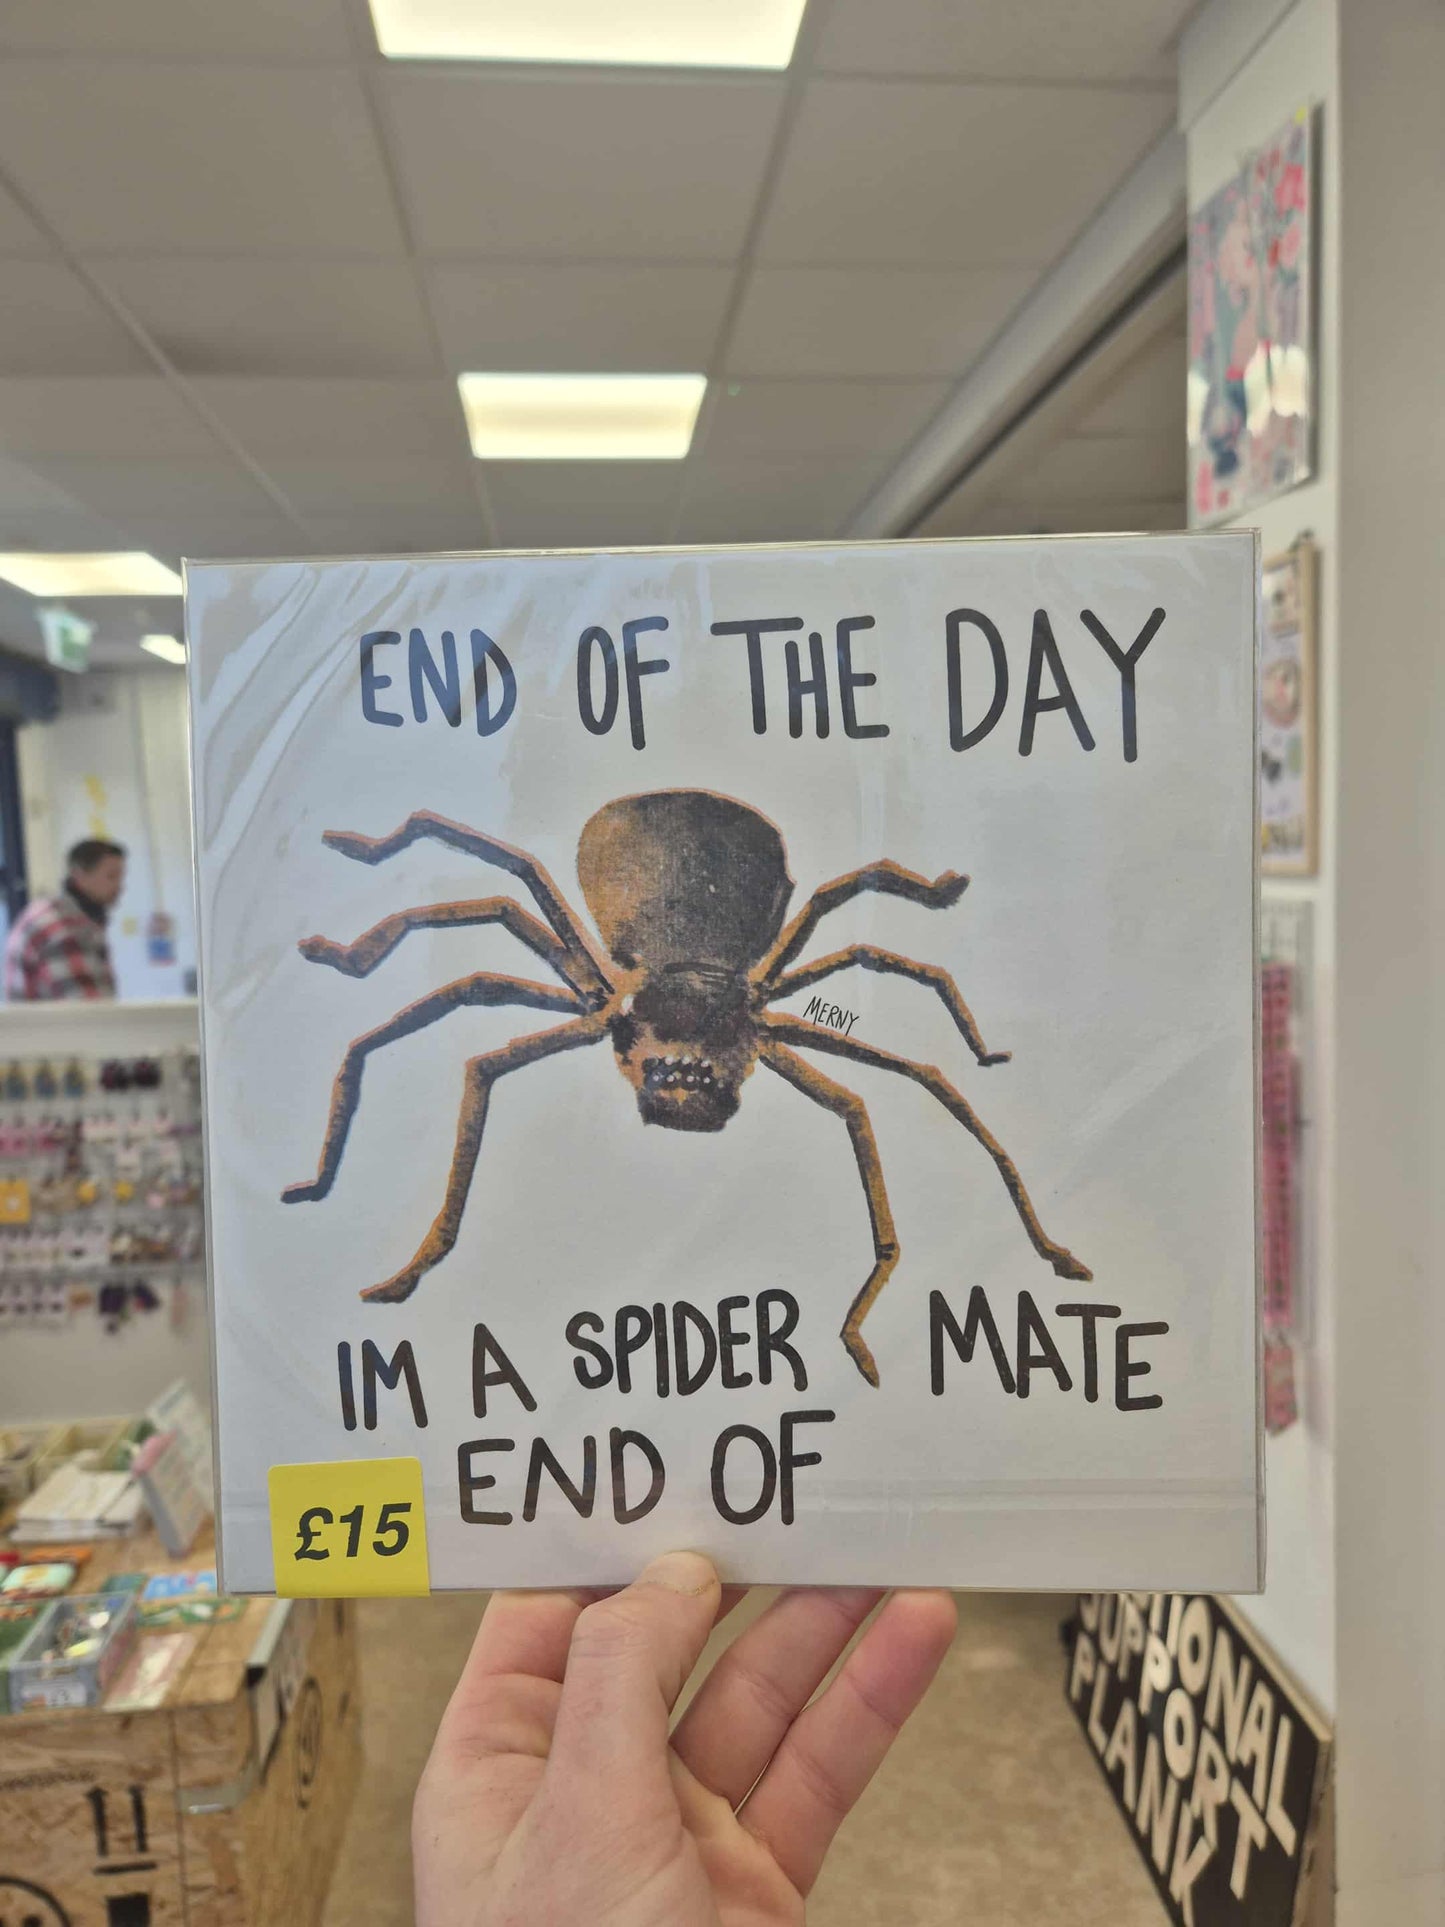 END OF THE DAY
MERNY
IM A SPIDER MATE
END OF
£15
SUPPORT
PLANK